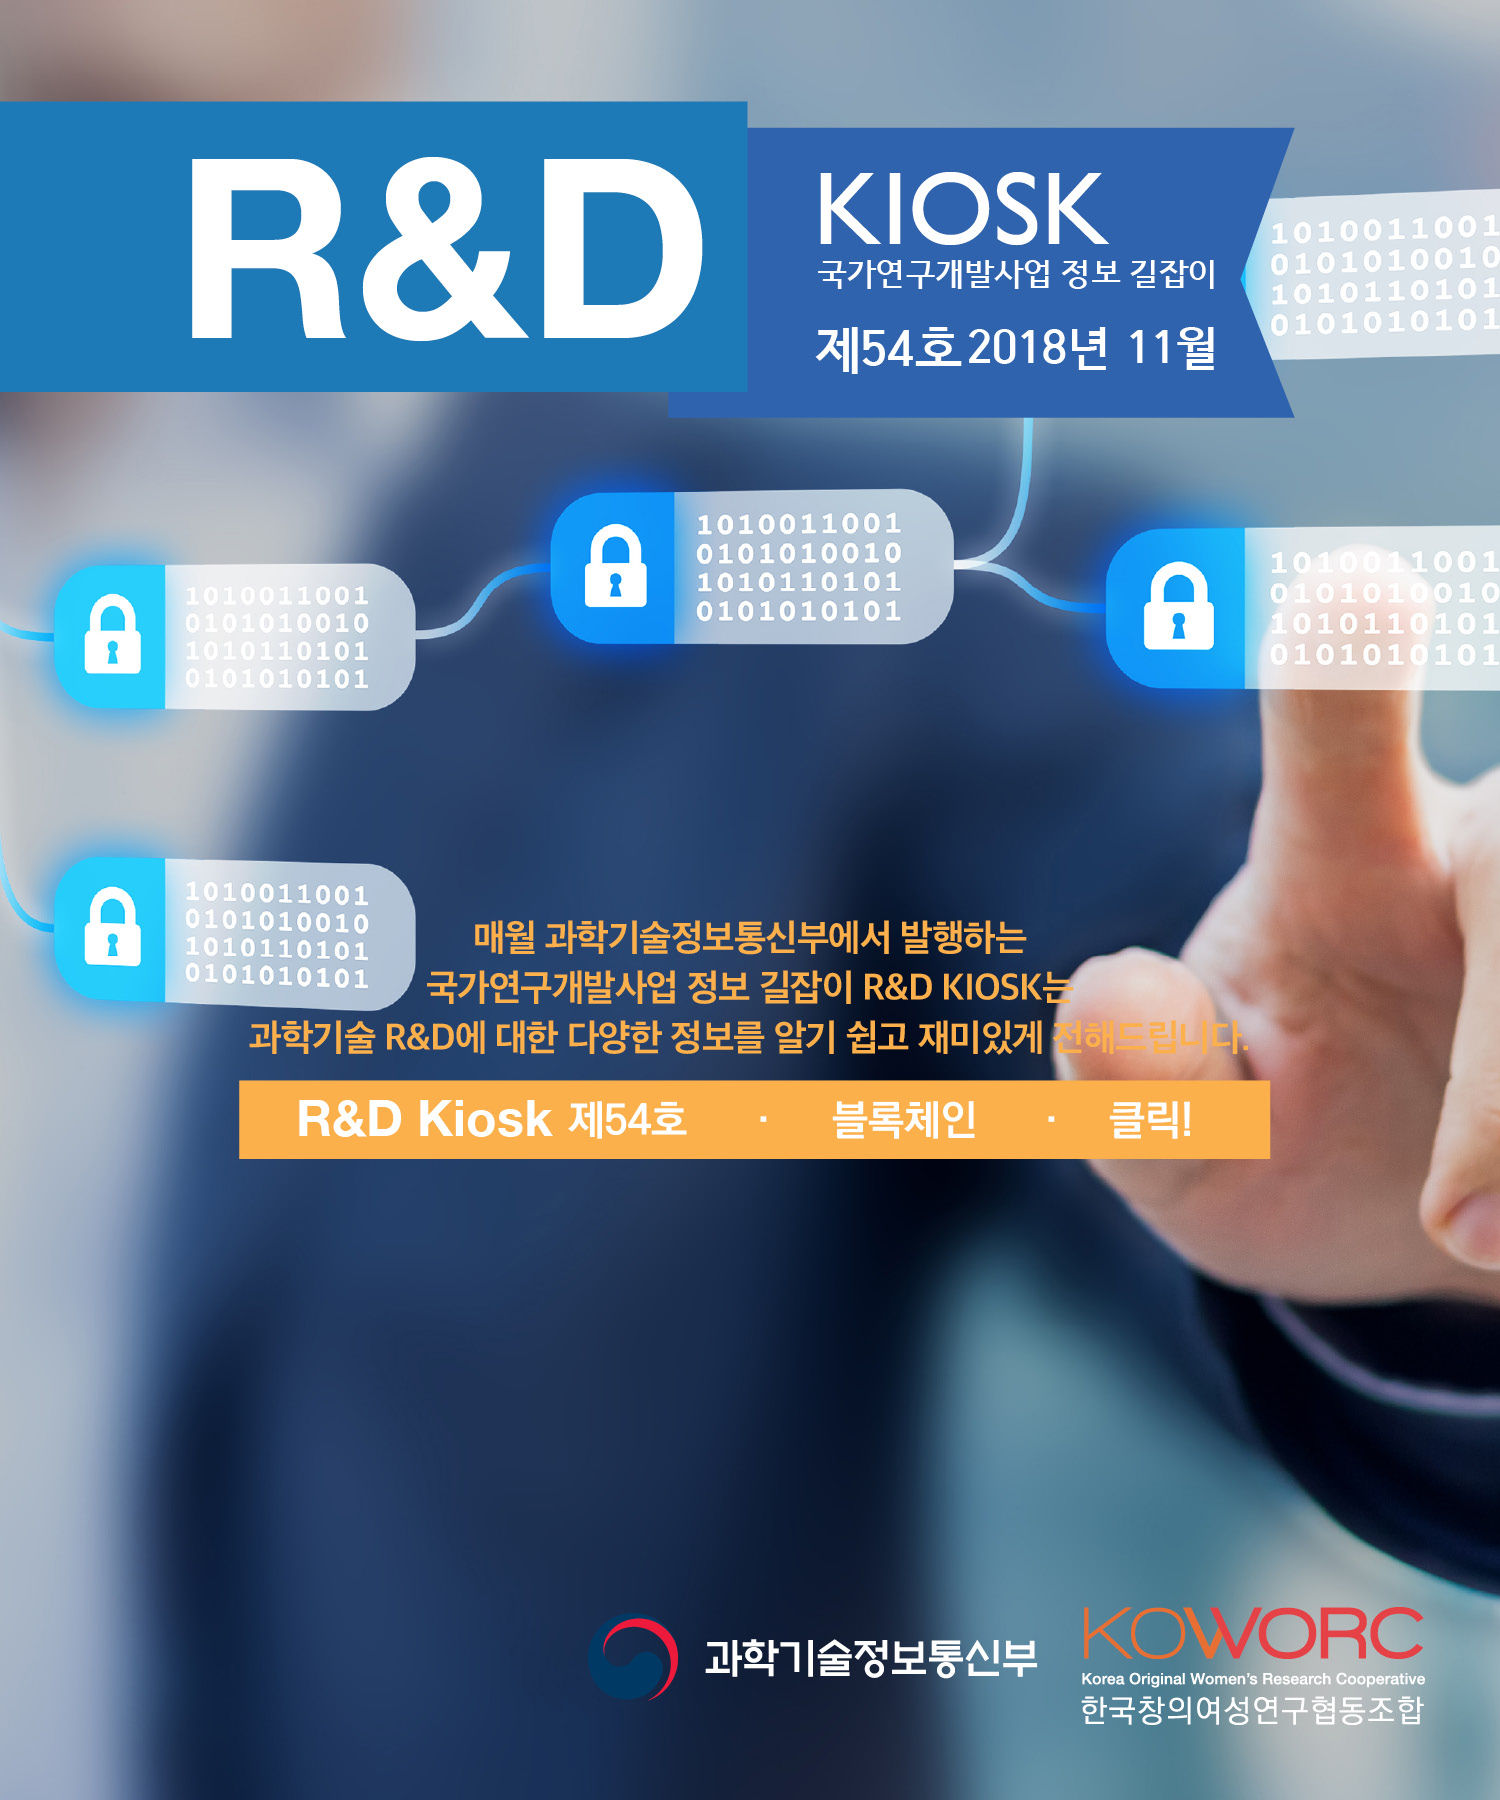 R&D
KIOSK
국가연구개발사업 정보 길잡이
제54호 2018년 11월
1010011001
0101010010
1010110101
0101010101
1010011001
0101010010
1010110101
0101010101
1010011001
0101010010
1010110101
0101010101
1010011001
0101010010
1010110101
0101010101
1010011001
0101010010
1010110101
0101010101
매월 과학기술정보통신부에서 발행하는
국가연구개발사업 정보 길잡이 R&D KIOSK는
과학기술 R&D에 대한 다양한 정보를 알기 쉽고 재미있게 전해드립니다.
R&D Kiosk 제54호 · 블록체인 · 클릭!
과학기술정보통신부
KOWORC
Korea Original Women's Research Cooperative
한국창의여성연구협동조합